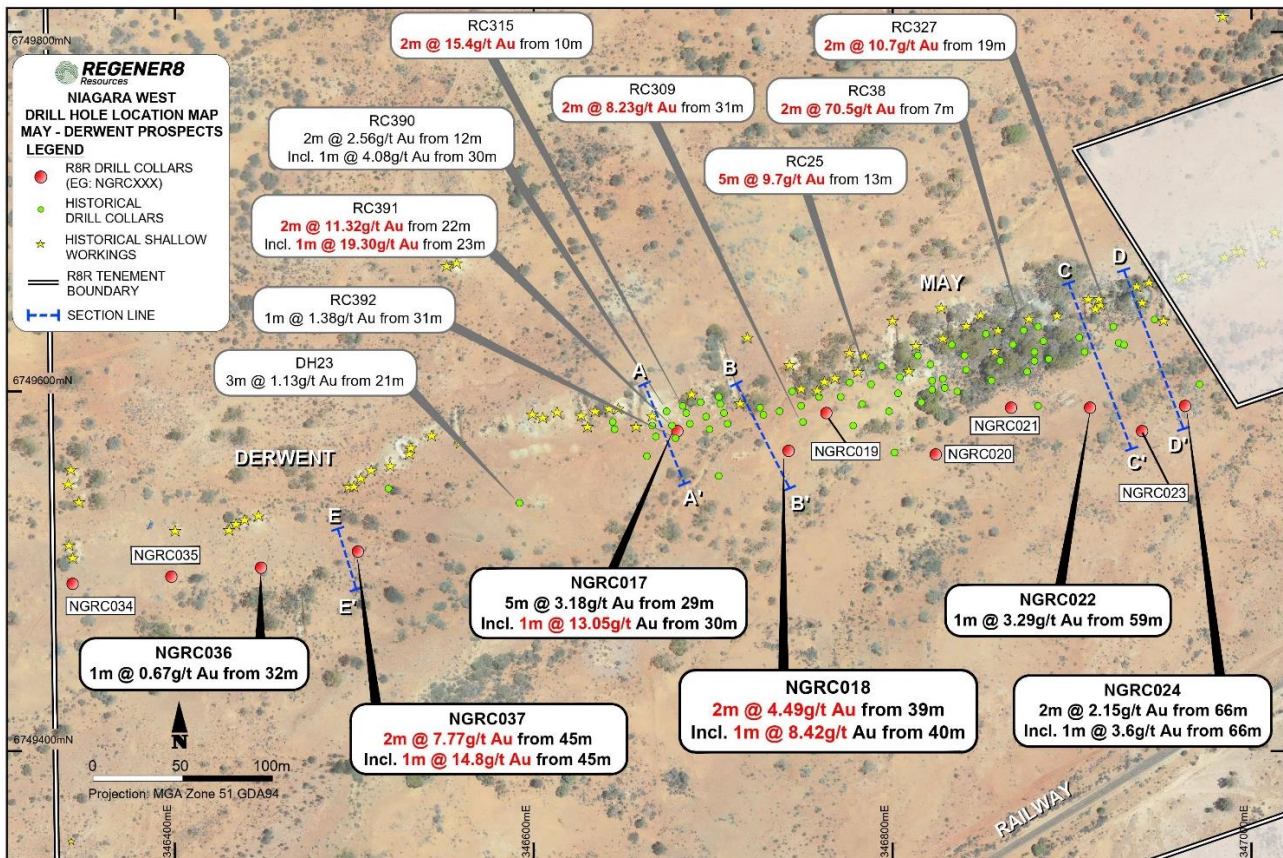 6749800mN
REGENER8
Resources
NIAGARA WEST
DRILL HOLE LOCATION MAP
MAY - DERWENT PROSPECTS
LEGEND
R8R DRILL COLLARS
(EG: NGRCXXX)
HISTORICAL
DRILL COLLARS
HISTORICAL SHALLOW
WORKINGS
R8R TENEMENT
BOUNDARY
SECTION LINE
RC315
2m @ 15.4g/t Au from 10m
RC327
2m @ 10.7g/t Au from 19m
RC309
2m @ 8.23g/t Au from 31m
RC38
2m @ 70.5g/t Au from 7m
RC390
2m @ 2.56g/t Au from 12m
Incl. 1m @ 4.08g/t Au from 30m
RC25
5m @ 9.7g/t Au from 13m
RC391
2m @ 11.32g/t Au from 22m
Incl. 1m @ 19.30g/t Au from 23m
RC392
1m @ 1.38g/t Au from 31m
DH23
3m @ 1.13g/t Au from 21m
MAY
C
D
A
B
6749600mN
DERWENT
NGRC019
NGRC020
NGRC021
C'
D'
NGRC023
A'
B'
E
E'
NGRC035
NGRC034
NGRC036
1m @ 0.67g/t Au from 32m
NGRC017
5m @ 3.18g/t Au from 29m
Incl. 1m @ 13.05g/t Au from 30m
NGRC022
1m @ 3.29g/t Au from 59m
NGRC018
2m @ 4.49g/t Au from 39m
Incl. 1m @ 8.42g/t Au from 40m
NGRC024
2m @ 2.15g/t Au from 66m
Incl. 1m @ 3.6g/t Au from 66m
NGRC037
2m @ 7.77g/t Au from 45m
Incl. 1m @ 14.8g/t Au from 45m
6749400mN
N
0 50 100m
Projection: MGA Zone 51 GDA94
RAILWAY
346400mE
346600mE
346800mE
347000mE